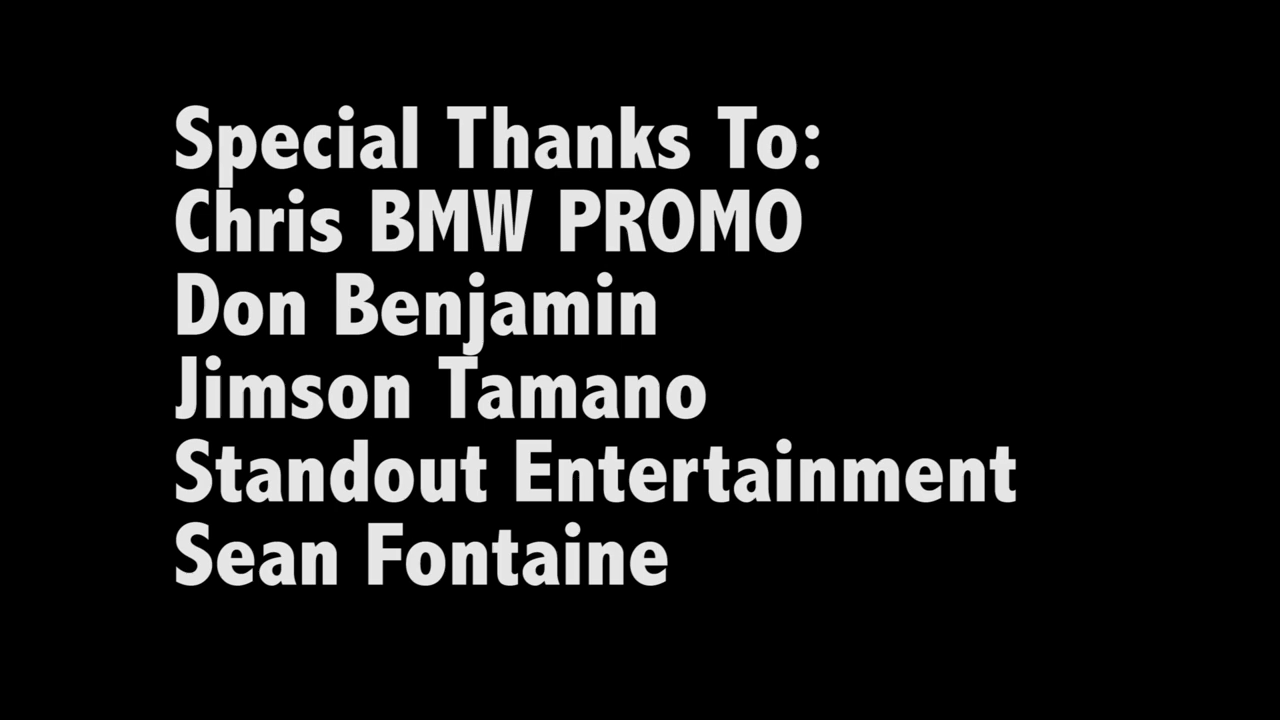 Special Thanks To:
Chris BMW PROMO
Don Benjamin
Jimson Tamano
Standout Entertainment
Sean Fontaine